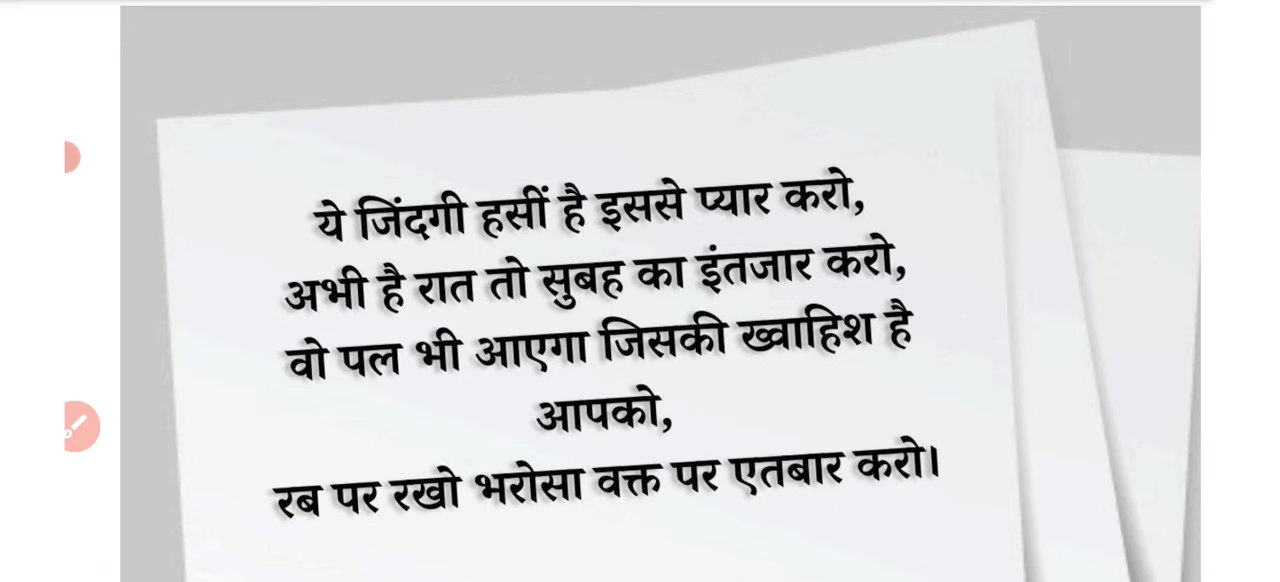 ये जिंदगी हसीं है इससे प्यार करो,
अभी है रात तो सुबह का इंतजार करो,
वो पल भी आएगा जिसकी ख्वाहिश है
आपको,
रब पर रखो भरोसा वक्त पर एतबार करो।